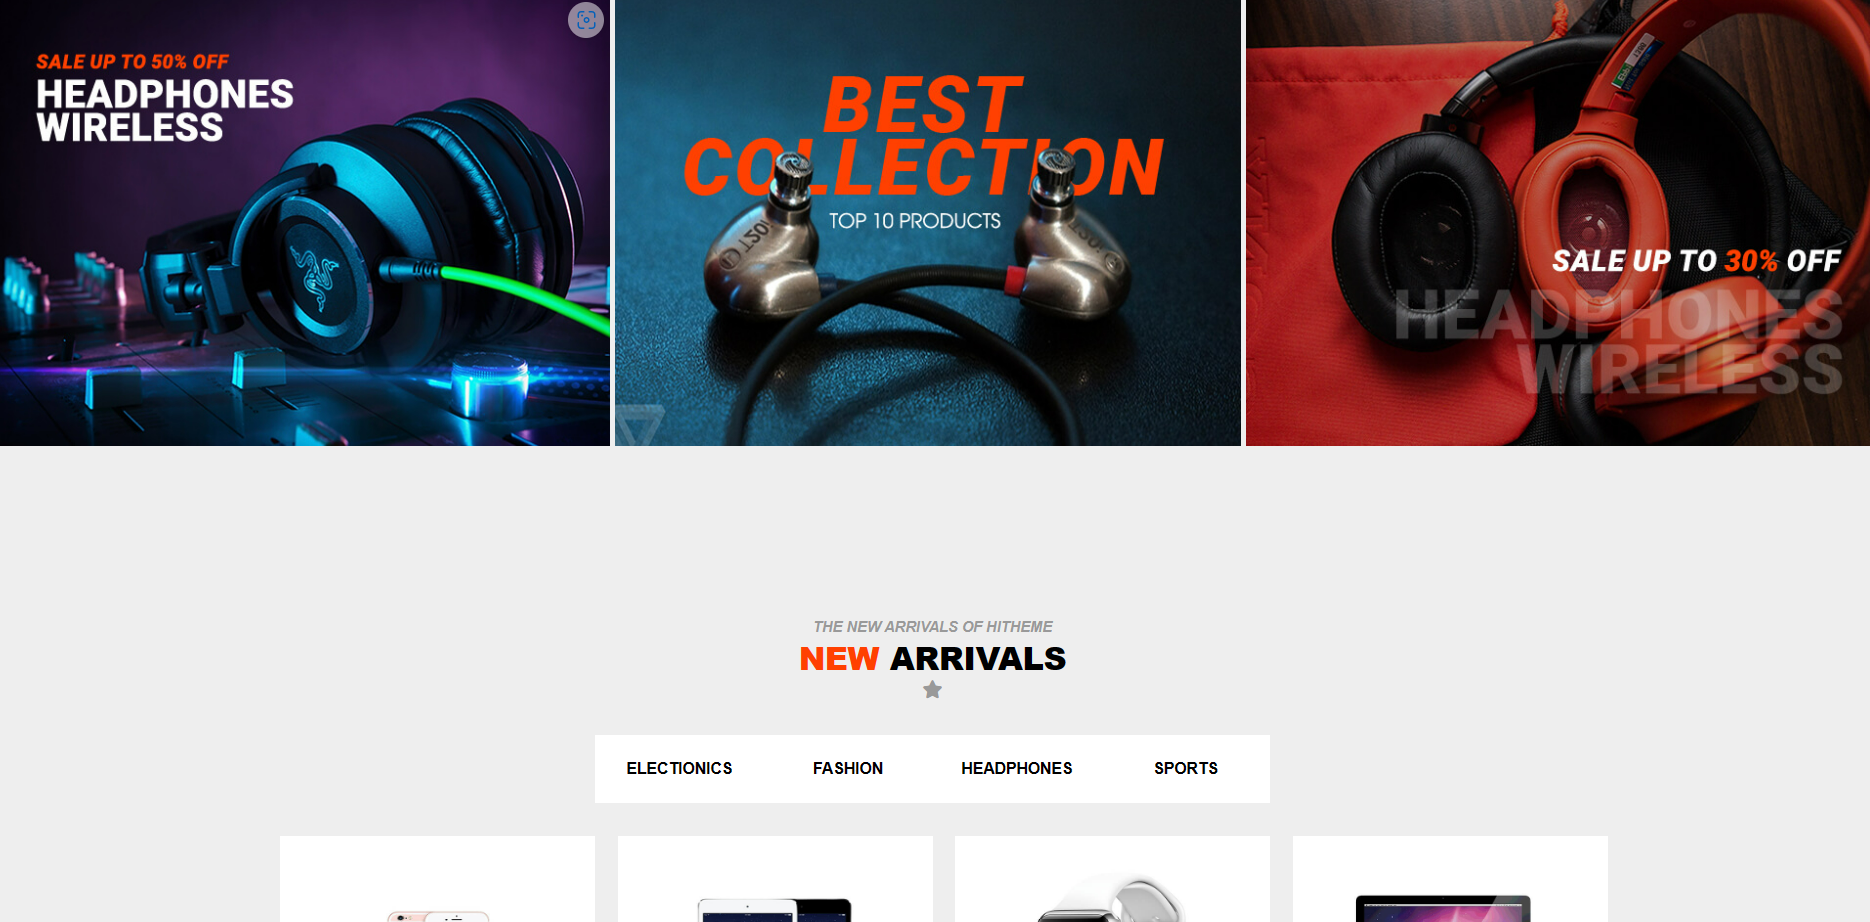 SALE UP TO 50% OFF
HEADPHONES
WIRELESS
BEST
COLLECTION
TOP 10 PRODUCTS
SALE UP TO 30% OFF
HEADPHONES
WIRELESS
THE NEW ARRIVALS OF HITHEME
NEW ARRIVALS
ELECTIONICS
FASHION
HEADPHONES
SPORTS